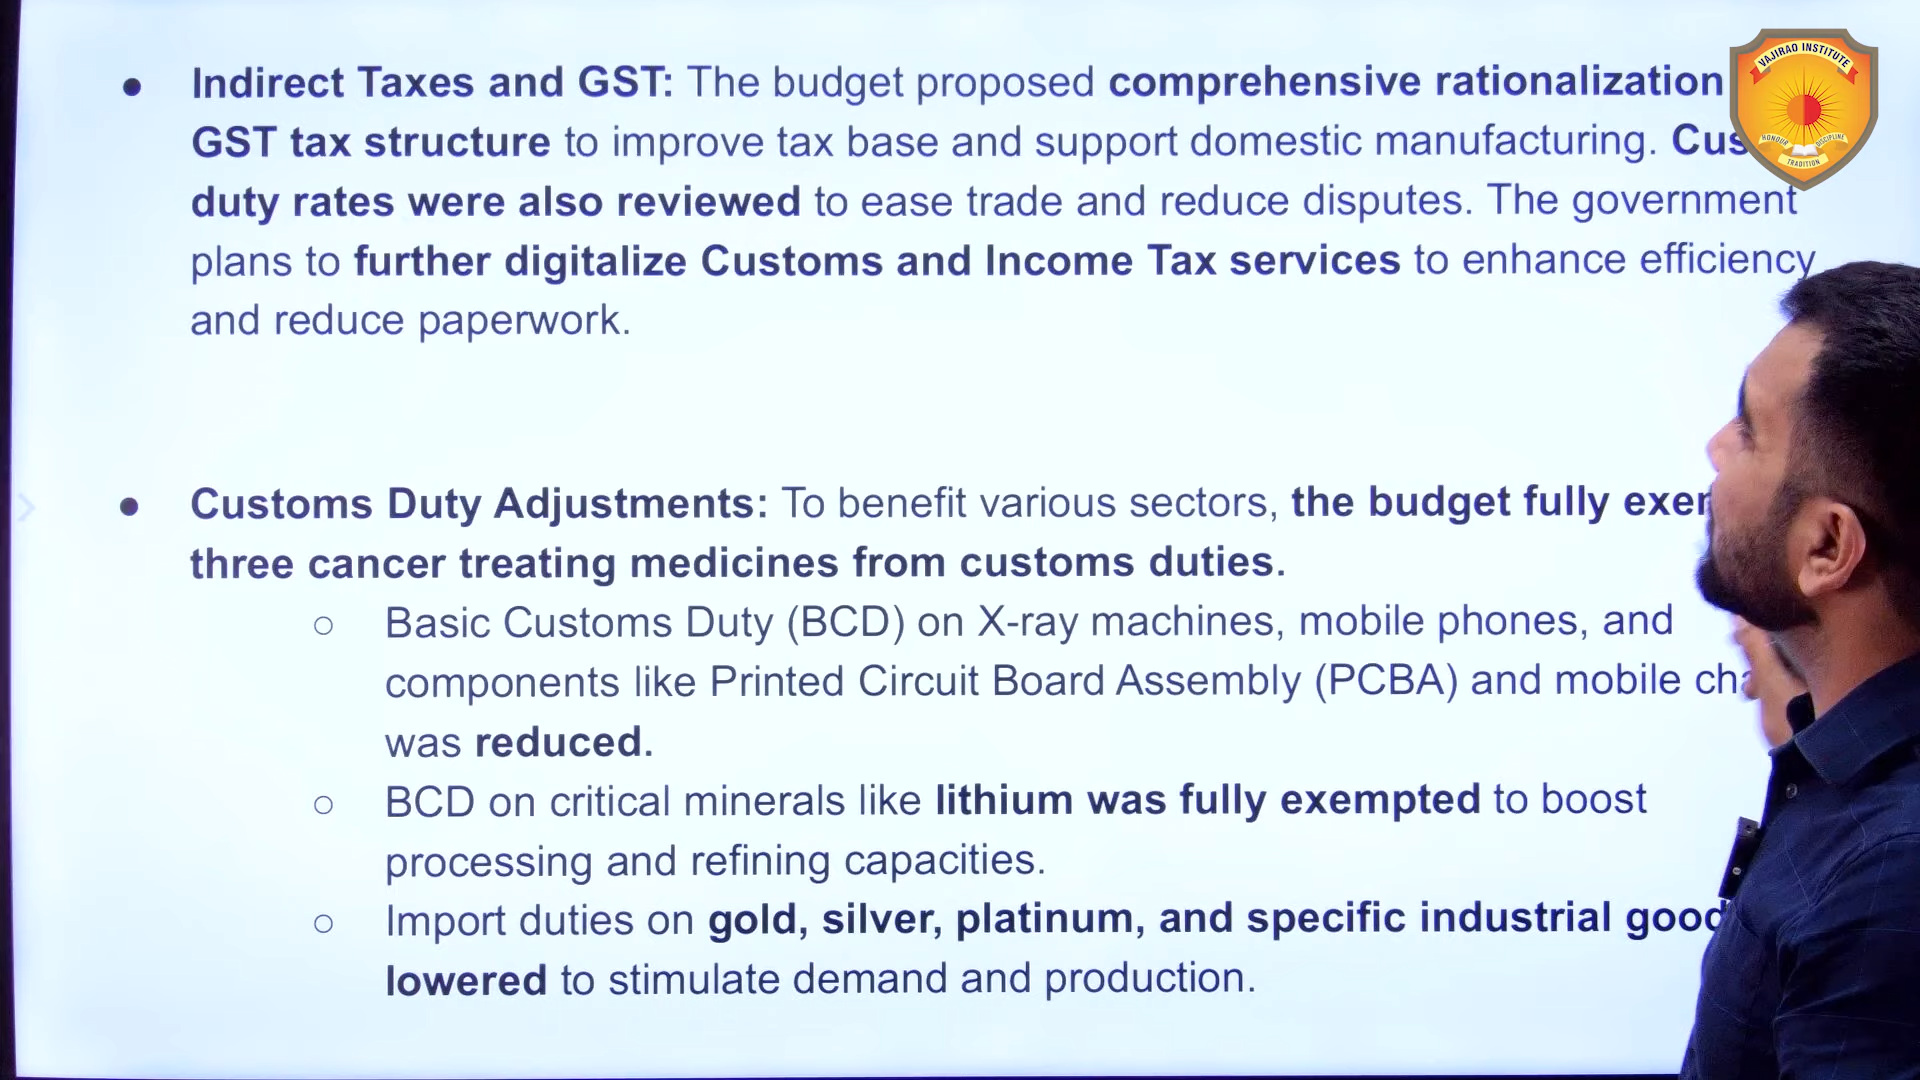 VAJIRAO INSTITUTE
HONOUR DISCIPLINE
TRADITION
● Indirect Taxes and GST: The budget proposed comprehensive rationalization
GST tax structure to improve tax base and support domestic manufacturing. Cus
duty rates were also reviewed to ease trade and reduce disputes. The government
plans to further digitalize Customs and Income Tax services to enhance efficiency
and reduce paperwork.
● Customs Duty Adjustments: To benefit various sectors, the budget fully exem
three cancer treating medicines from customs duties.
○ Basic Customs Duty (BCD) on X-ray machines, mobile phones, and
components like Printed Circuit Board Assembly (PCBA) and mobile cha
was reduced.
○ BCD on critical minerals like lithium was fully exempted to boost
processing and refining capacities.
○ Import duties on gold, silver, platinum, and specific industrial good
lowered to stimulate demand and production.